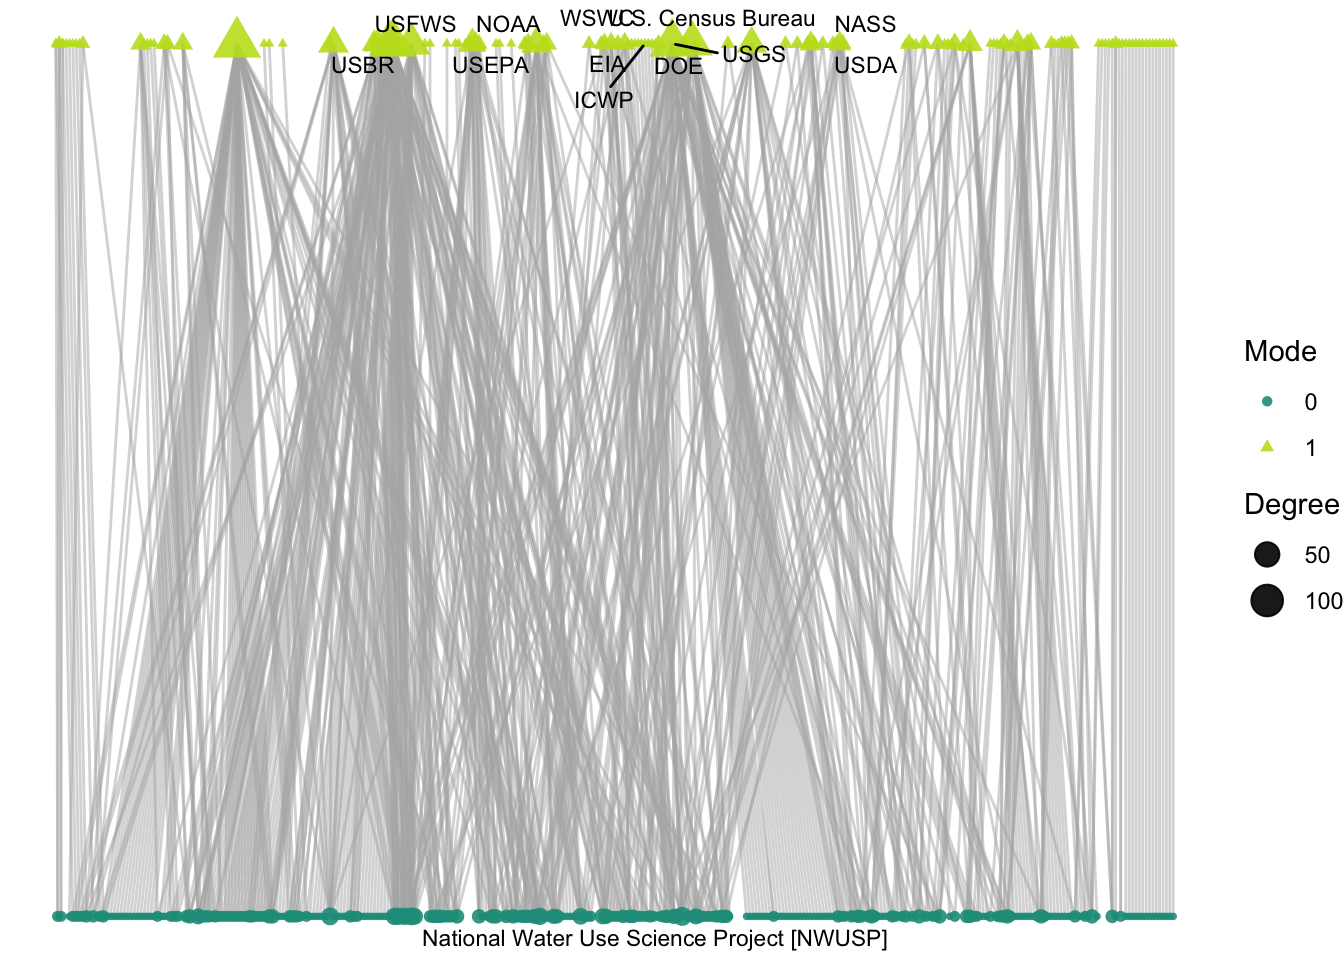 USFWS
NOAA
WSWC
U.S. Census Bureau
NASS
USBR
USEPA
EIA
DOE
USGS
USDA
ICWP
Mode
0
1
Degree
50
100
National Water Use Science Project [NWUSP]